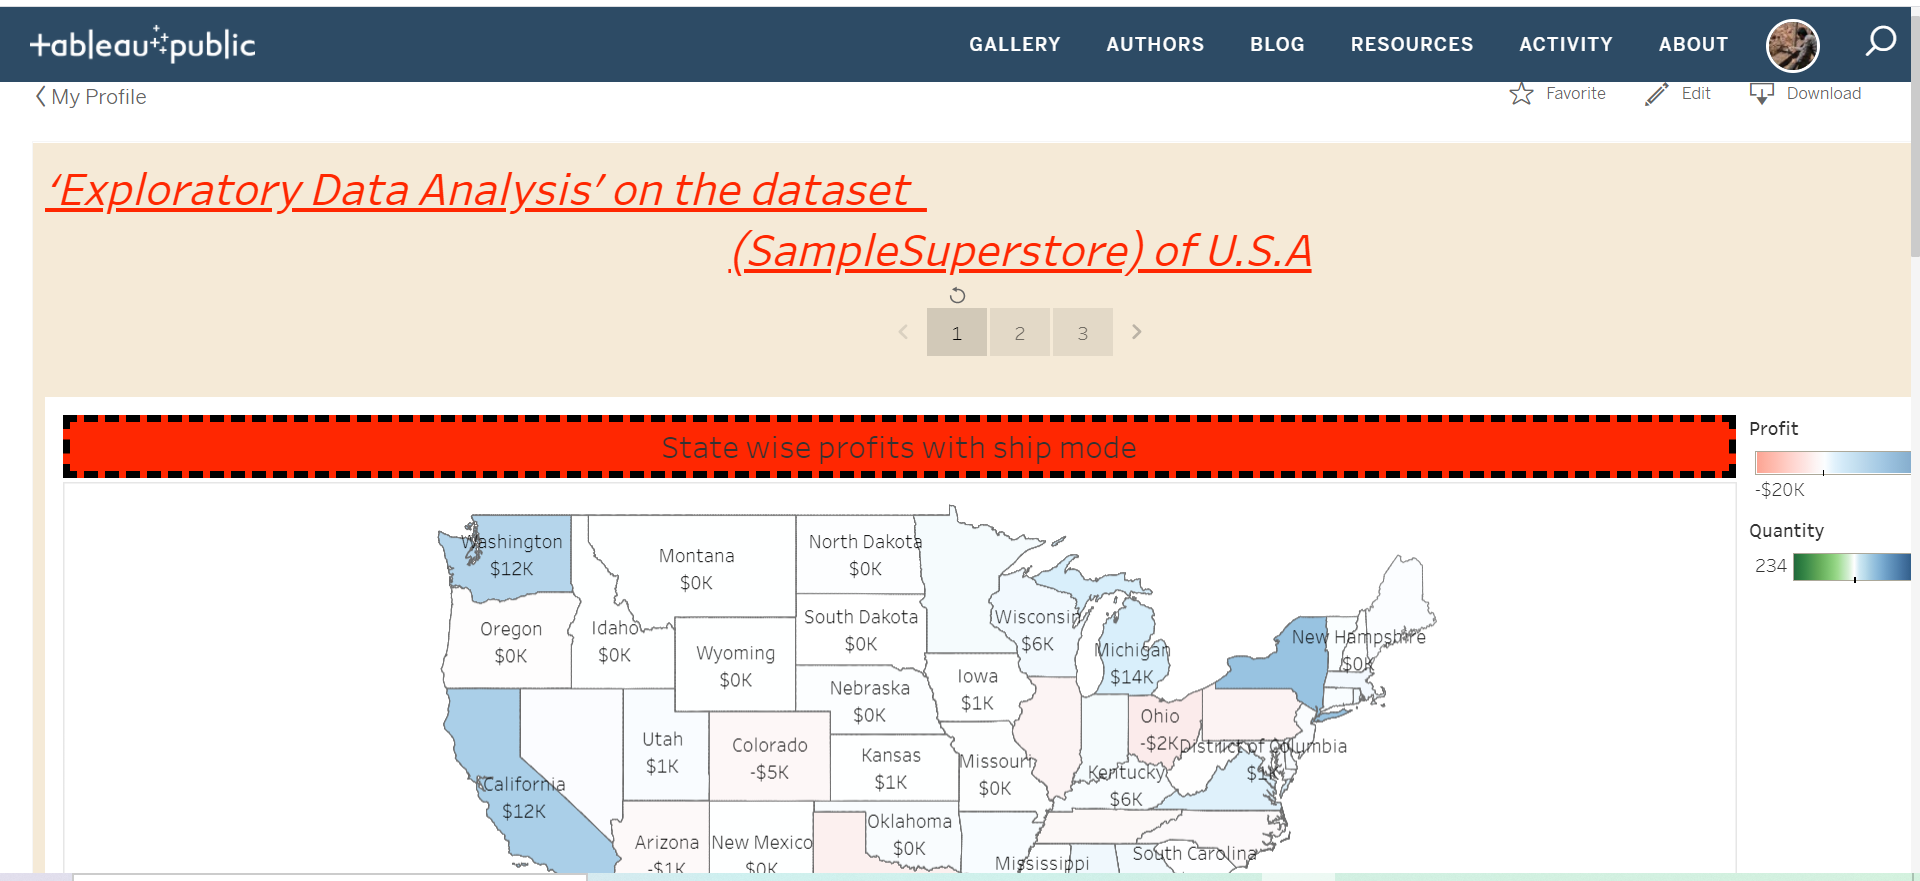 tableau public
GALLERY AUTHORS BLOG RESOURCES ACTIVITY ABOUT
My Profile
Favorite Edit Download
‘Exploratory Data Analysis’ on the dataset
(SampleSuperstore) of U.S.A
1 2 3
State wise profits with ship mode
Profit
-$20K
Quantity
234
Washington
$12K
Montana
$0K
North Dakota
$0K
Oregon
$0K
Idaho
$0K
Wyoming
$0K
South Dakota
$0K
Wisconsin
$6K
Michigan
$14K
New Hampshire
$0K
Nebraska
$0K
Iowa
$1K
Utah
$1K
Colorado
-$5K
Kansas
$1K
Missouri
$0K
Ohio
-$2K
District of Columbia
$1K
Kentucky
$6K
California
$12K
Arizona
-$1K
New Mexico
$0K
Oklahoma
$0K
Mississippi
South Carolina